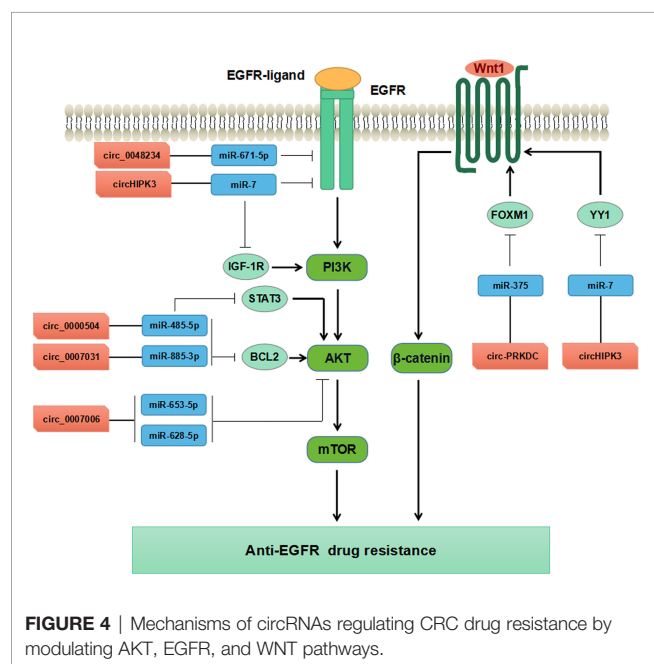 Wnt1
EGFR-ligand
EGFR
circ_0048234
miR-671-5p
circHIPK3
miR-7
FOXM1
YY1
IGF-1R
PI3K
STAT3
miR-375
miR-7
circ_0000504
miR-485-5p
circ_0007031
miR-885-3p
BCL2
AKT
β-catenin
circ-PRKDC
circHIPK3
miR-653-5p
circ_0007006
miR-628-5p
mTOR
Anti-EGFR drug resistance
FIGURE 4 | Mechanisms of circRNAs regulating CRC drug resistance by
modulating AKT, EGFR, and WNT pathways.